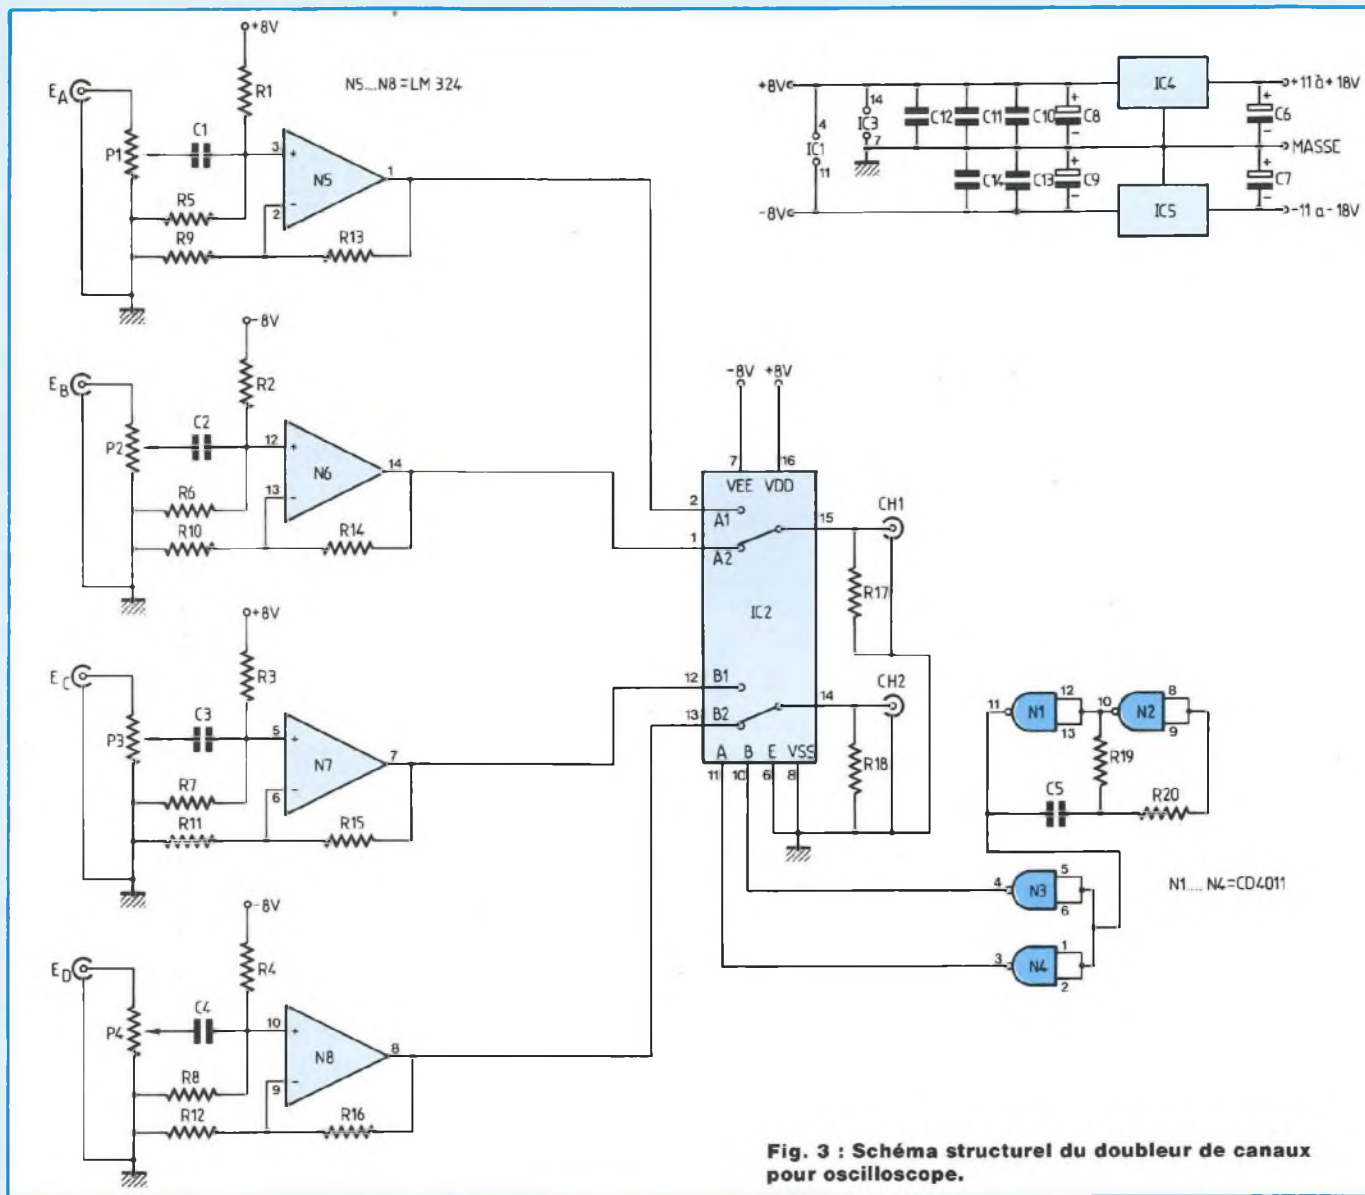 +8V
E A
R1
N5....N8=LM 324
C1
P1
3
+
N5
1
-
2
R5
R9
R13
+8V
IC4
+11 à +18V
14
4
IC3
IC1
7
11
C12
C11
C10
+
C8
-
+
C6
-
MASSE
C14
C13
+
C9
-
+
C7
-
-8V
IC5
-11 à -18V
-8V
E B
R2
C2
P2
12
+
N6
14
13
-
R6
R10
R14
-8V
+8V
7
16
VEE
VDD
2
A1
15
CH1
1
A2
R17
IC2
12
B1
14
CH2
13
B2
R18
A
B
E
VSS
11
10
6
8
+8V
E C
R3
C3
P3
5
+
N7
7
6
-
R7
R11
R15
11
N1
12
13
10
N2
8
9
R19
C5
R20
4
N3
5
6
3
N4
1
2
N1.... N4=CD4011
-8V
E D
R4
C4
P4
10
+
N8
8
9
-
R8
R12
R16
Fig. 3 : Schéma structurel du doubleur de canaux
pour oscilloscope.